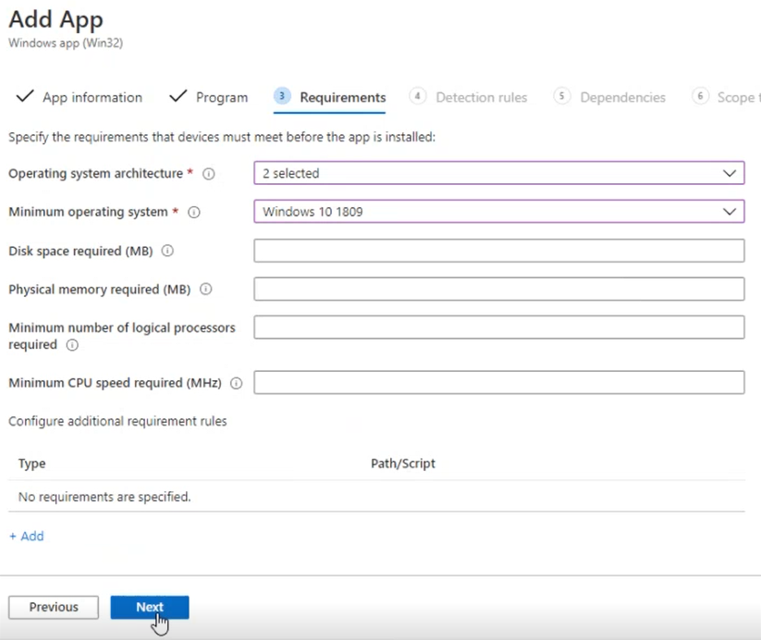 Add App
Windows app (Win32)
App information
Program
3 Requirements
4 Detection rules
5 Dependencies
6 Scope
Specify the requirements that devices must meet before the app is installed:
Operating system architecture * 2 selected
Minimum operating system * Windows 10 1809
Disk space required (MB)
Physical memory required (MB)
Minimum number of logical processors
required
Minimum CPU speed required (MHz)
Configure additional requirement rules
Type Path/Script
No requirements are specified.
+ Add
Previous Next